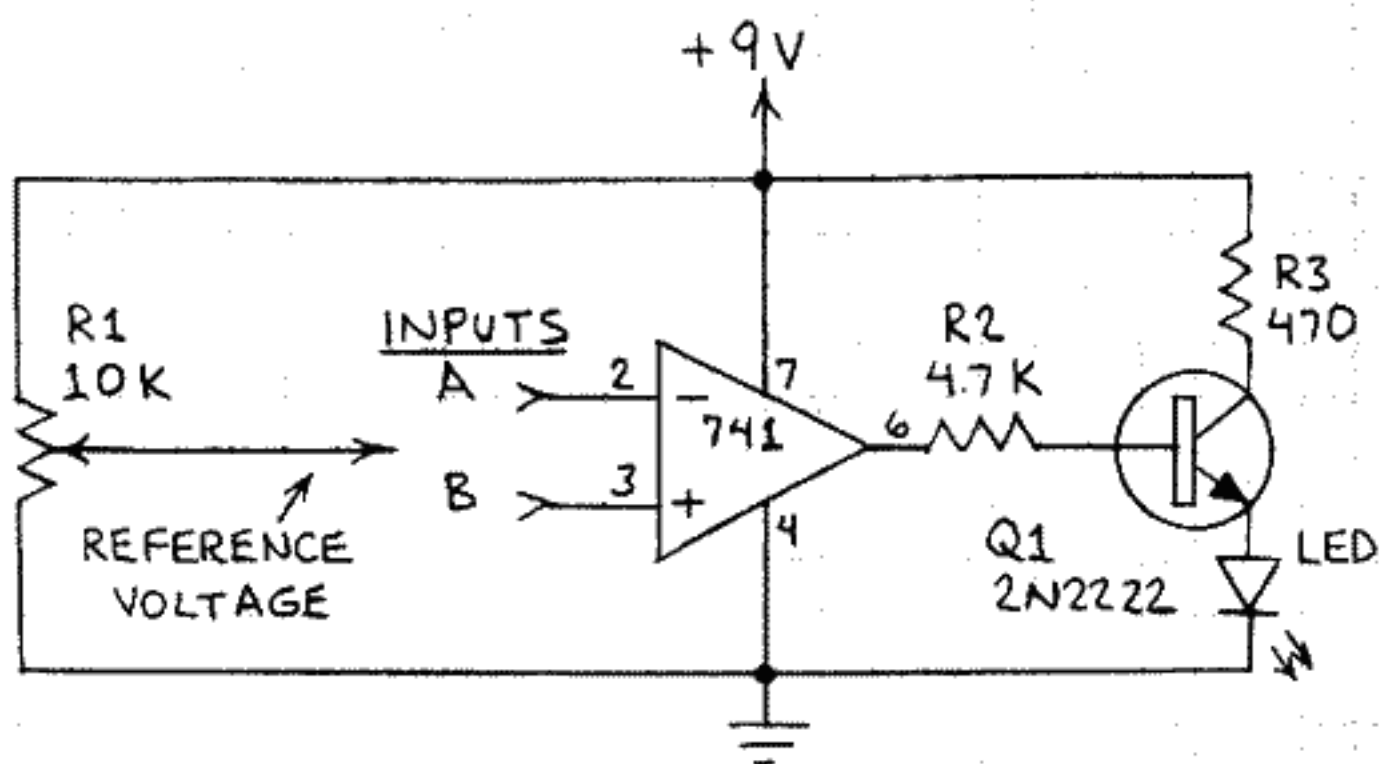 +9V
R1
10K
INPUTS
A
2
−
741
7
B
3
+
4
6
R2
4.7K
R3
470
Q1
2N2222
LED
REFERENCE
VOLTAGE